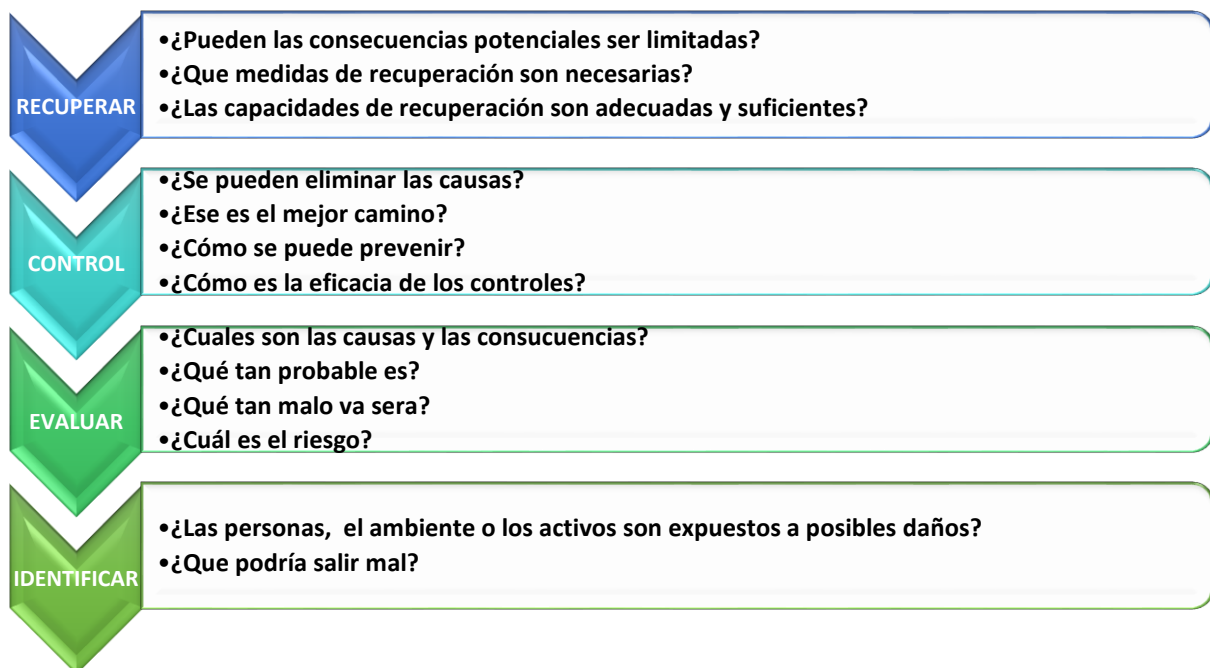 RECUPERAR
•¿Pueden las consecuencias potenciales ser limitadas?
•¿Que medidas de recuperación son necesarias?
•¿Las capacidades de recuperación son adecuadas y suficientes?
CONTROL
•¿Se pueden eliminar las causas?
•¿Ese es el mejor camino?
•¿Cómo se puede prevenir?
•¿Cómo es la eficacia de los controles?
EVALUAR
•¿Cuales son las causas y las consucuencias?
•¿Qué tan probable es?
•¿Qué tan malo va sera?
•¿Cuál es el riesgo?
IDENTIFICAR
•¿Las personas, el ambiente o los activos son expuestos a posibles daños?
•¿Que podría salir mal?